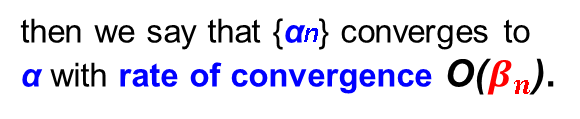 then we say that {αn} converges to
α with rate of convergence O(βₙ).